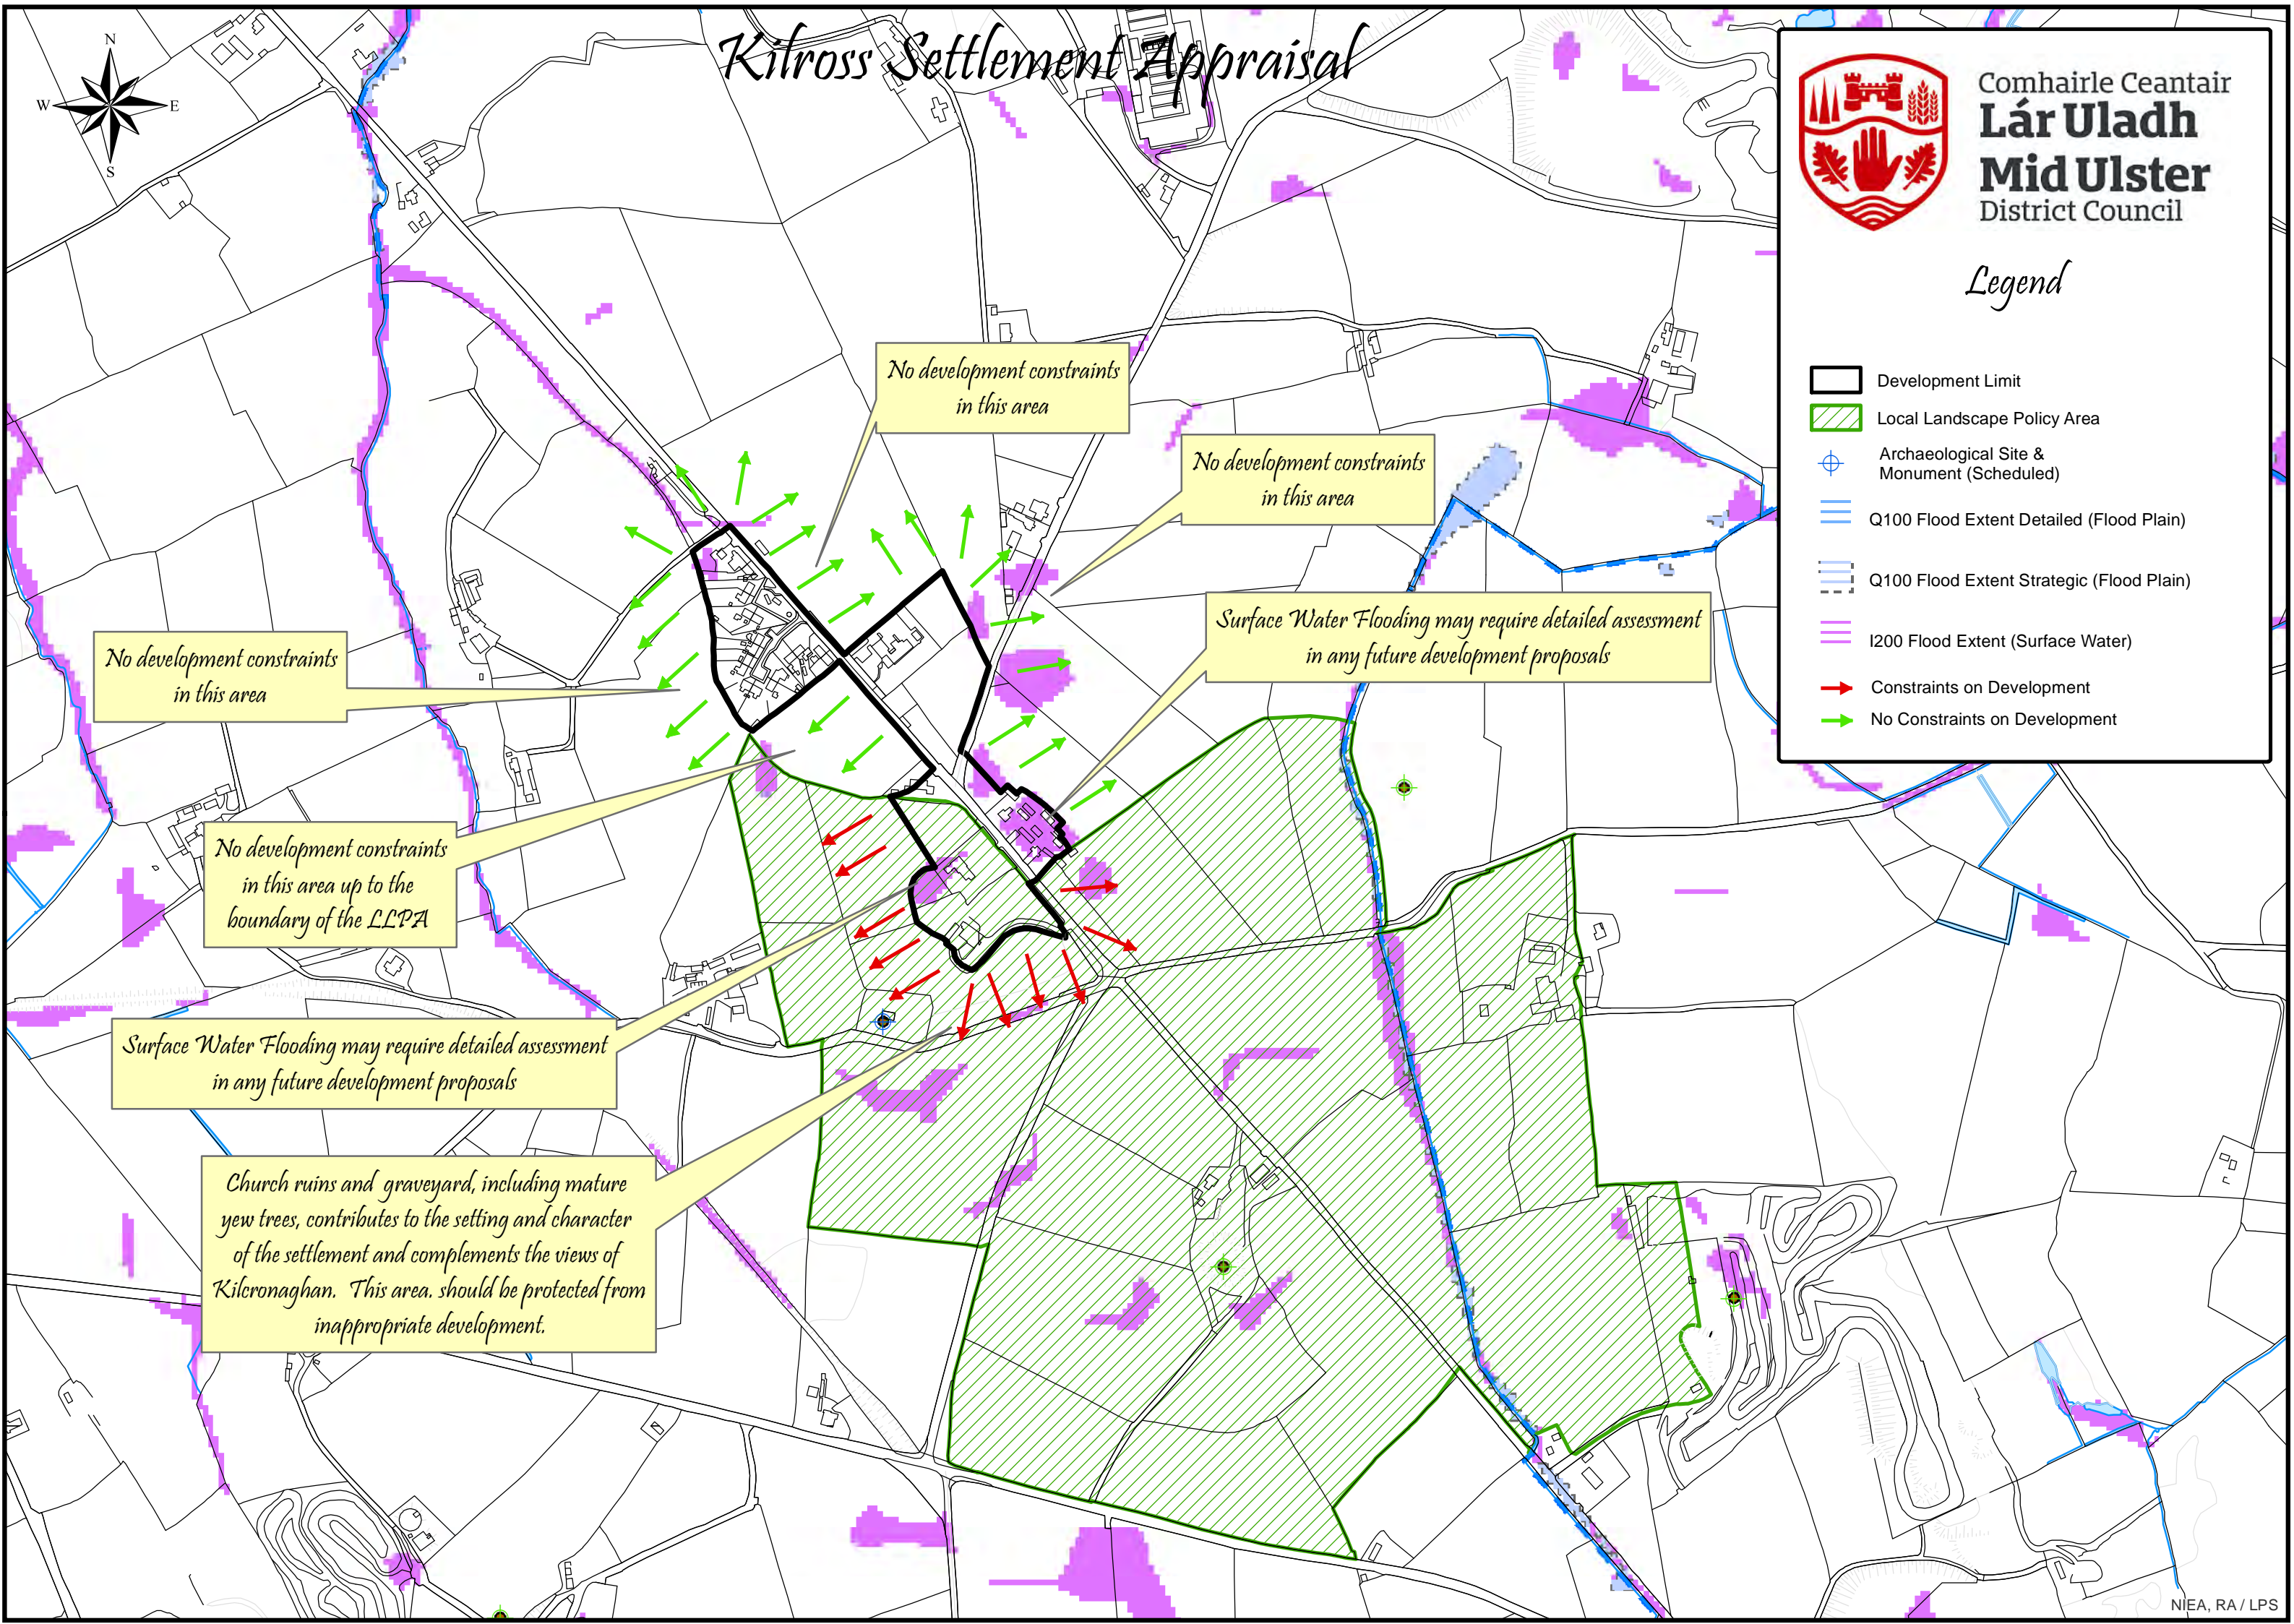 Kilross Settlement Appraisal
N
W
E
S
Comhairle Ceantair
Lár Uladh
Mid Ulster
District Council
Legend
Development Limit
Local Landscape Policy Area
Archaeological Site &
Monument (Scheduled)
Q100 Flood Extent Detailed (Flood Plain)
Q100 Flood Extent Strategic (Flood Plain)
I200 Flood Extent (Surface Water)
Constraints on Development
No Constraints on Development
No development constraints
in this area
No development constraints
in this area
Surface Water Flooding may require detailed assessment
in any future development proposals
No development constraints
in this area
No development constraints
in this area up to the
boundary of the LLPA
Surface Water Flooding may require detailed assessment
in any future development proposals
Church ruins and graveyard, including mature
yew trees, contributes to the setting and character
of the settlement and complements the views of
Kilcronaghan. This area. should be protected from
inappropriate development.
NIEA, RA / LPS